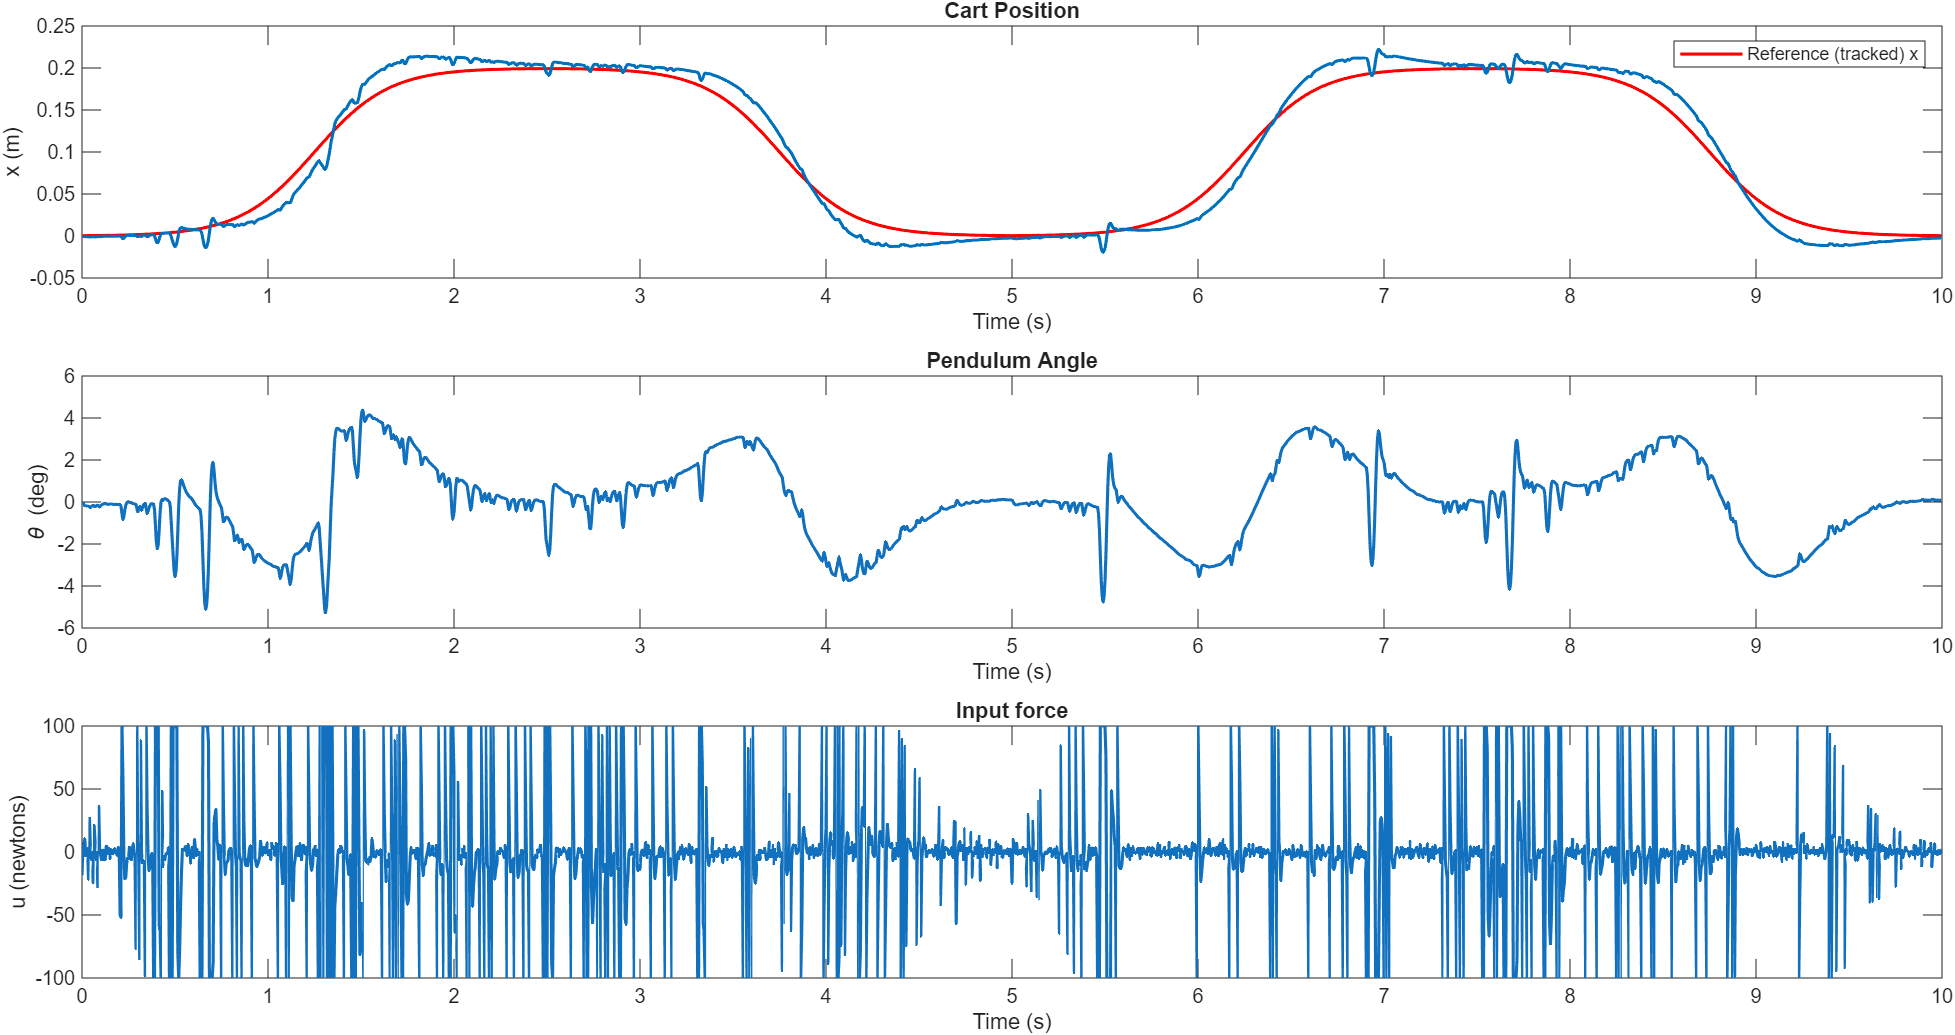 Cart Position
0.25
0.2
0.15
0.1
0.05
0
-0.05
x (m)
Reference (tracked) x
0 1 2 3 4 5 6 7 8 9 10
Time (s)
Pendulum Angle
6
4
2
0
-2
-4
-6
θ (deg)
0 1 2 3 4 5 6 7 8 9 10
Time (s)
Input force
100
50
0
-50
-100
u (newtons)
0 1 2 3 4 5 6 7 8 9 10
Time (s)